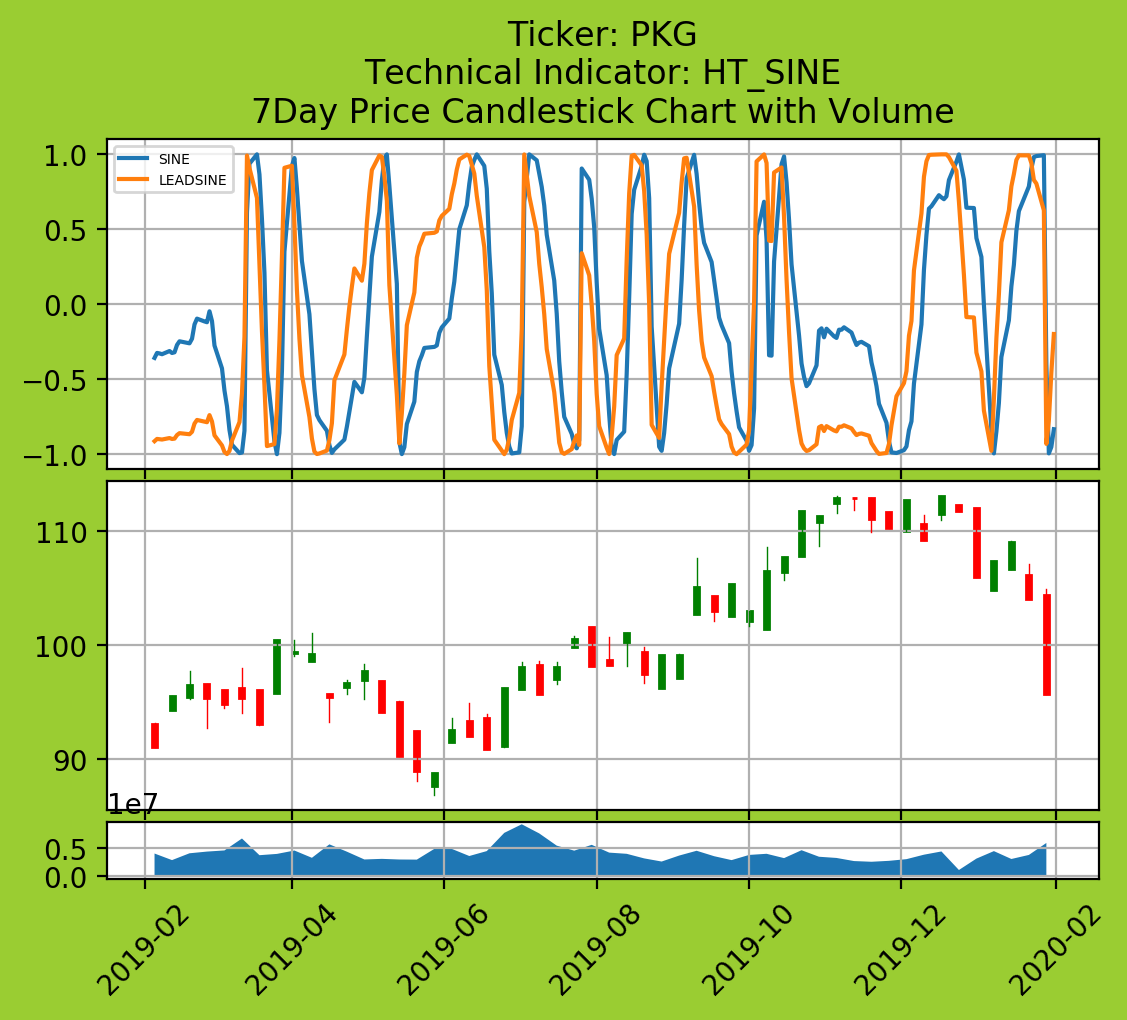 Ticker: PKG
Technical Indicator: HT_SINE
7Day Price Candlestick Chart with Volume
SINE
LEADSINE
1.0
0.5
0.0
−0.5
−1.0
110
100
90
1e7
0.5
0.0
2019-02
2019-04
2019-06
2019-08
2019-10
2019-12
2020-02